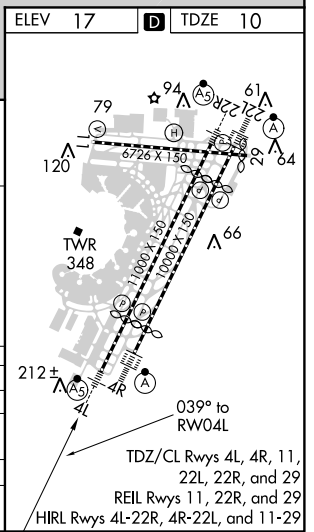 ELEV 17
D
TDZE 10
94
A5
22R
22L
61
A
79
V
H
L
L
120
6726 X 150
29
64
P
P
11000 X 150
10000 X 150
66
TWR
348
P
P
212 ±
A5
4L
4R
A
039° to
RW04L
TDZ/CL Rwys 4L, 4R, 11,
22L, 22R, and 29
REIL Rwys 11, 22R, and 29
HIRL Rwys 4L-22R, 4R-22L, and 11-29